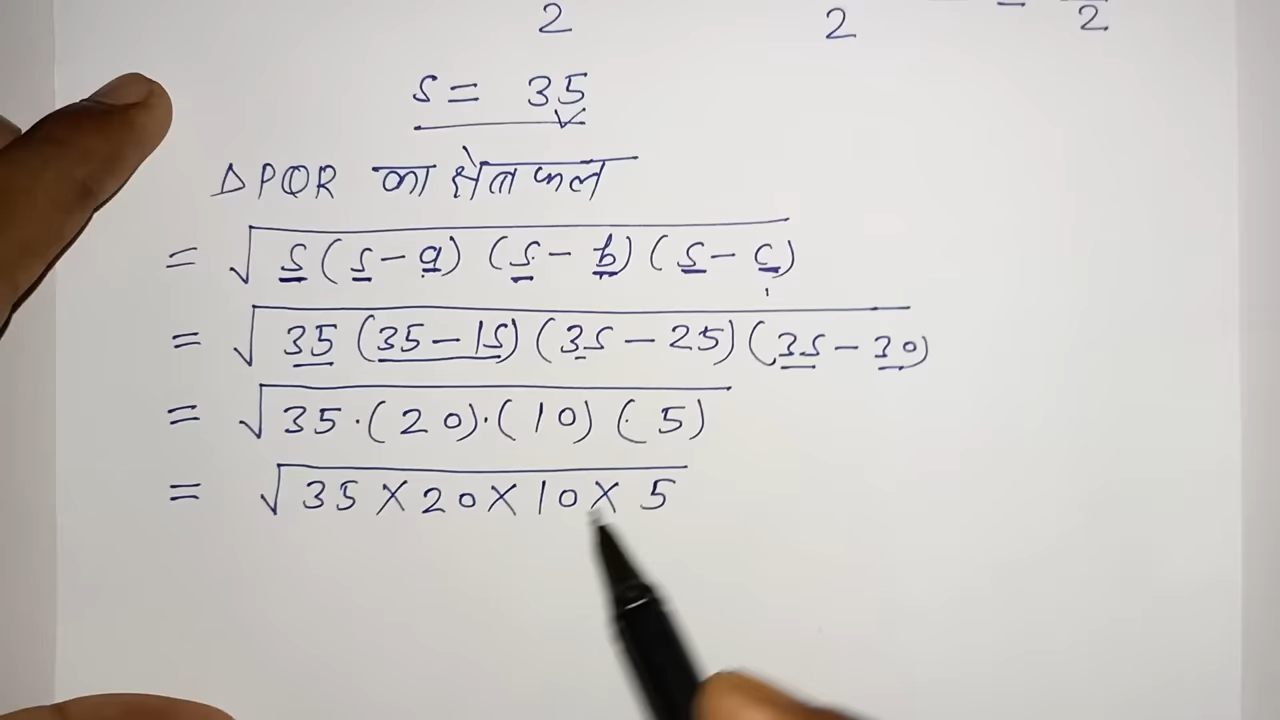 2 2 - 2
s = 35
Δ PQR का क्षेत्रफल
= √s(s-a) (s-b) (s-c)
= √35 (35-15) (35-25) (35-30)
= √35·(20)·(10) (5)
= √35 X 20 X 10 X 5